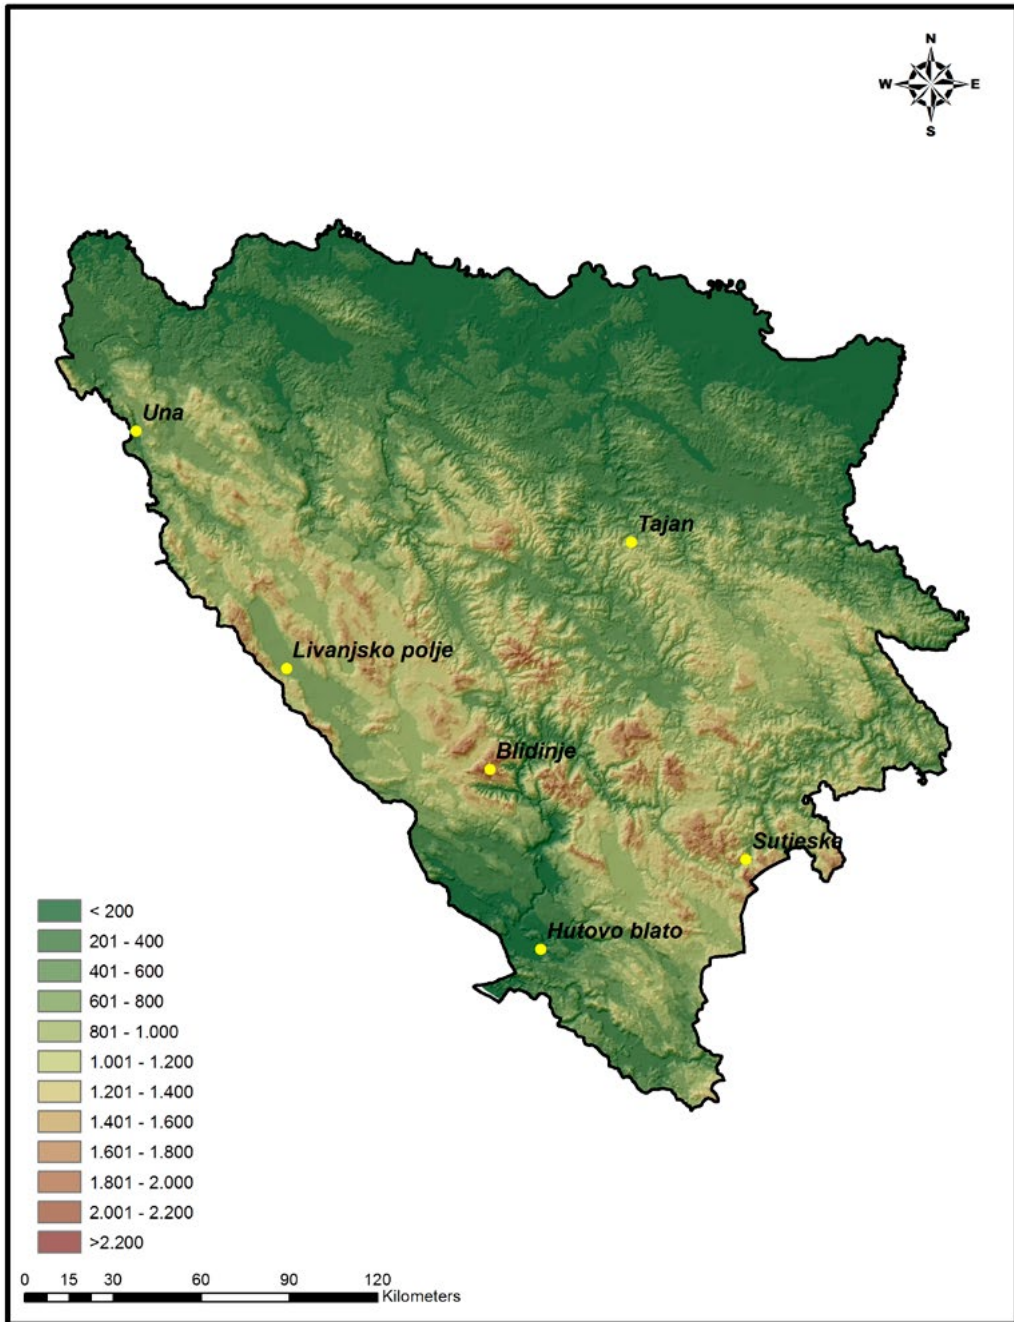 N
W E
S
Una
Tajan
Livanjsko polje
Blidinje
Sutjeska
Hutovo blato
< 200
201 - 400
401 - 600
601 - 800
801 - 1.000
1.001 - 1.200
1.201 - 1.400
1.401 - 1.600
1.601 - 1.800
1.801 - 2.000
2.001 - 2.200
>2.200
0 15 30 60 90 120
Kilometers